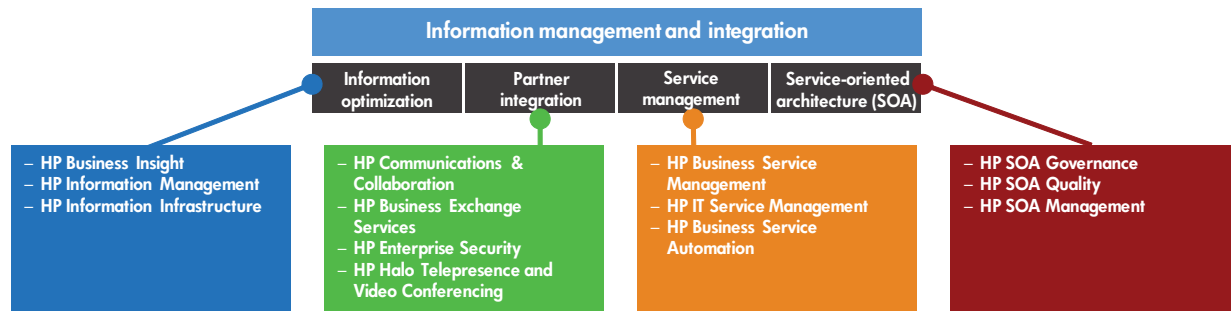 Information management and integration
Information
optimization
Partner
integration
Service
management
Service-oriented
architecture (SOA)
– HP Business Insight
– HP Information Management
– HP Information Infrastructure
– HP Communications &
Collaboration
– HP Business Exchange
Services
– HP Enterprise Security
– HP Halo Telepresence and
Video Conferencing
– HP Business Service
Management
– HP IT Service Management
– HP Business Service
Automation
– HP SOA Governance
– HP SOA Quality
– HP SOA Management